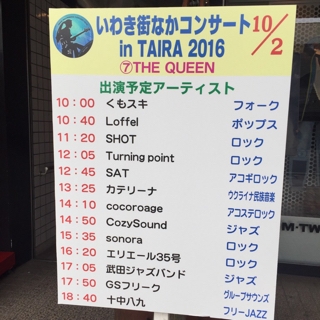 いわき街なかコンサート 10/2
in TAIRA 2016
⑦THE QUEEN
出演予定アーティスト
10:00 くもスキ フォーク
10:40 Loffel ポップス
11:20 SHOT ロック
12:05 Turning point ロック
12:45 SAT アコギロック
13:25 カテリーナ ウクライナ民族音楽
14:10 cocoroage アコステロック
14:50 CozySound ジャズ
15:35 sonora ロック
16:20 エリエール35号 ロック
17:05 武田ジャズバンド ジャズ
17:50 GSフリーク グループサウンズ
18:40 十中八九 フリーJAZZ